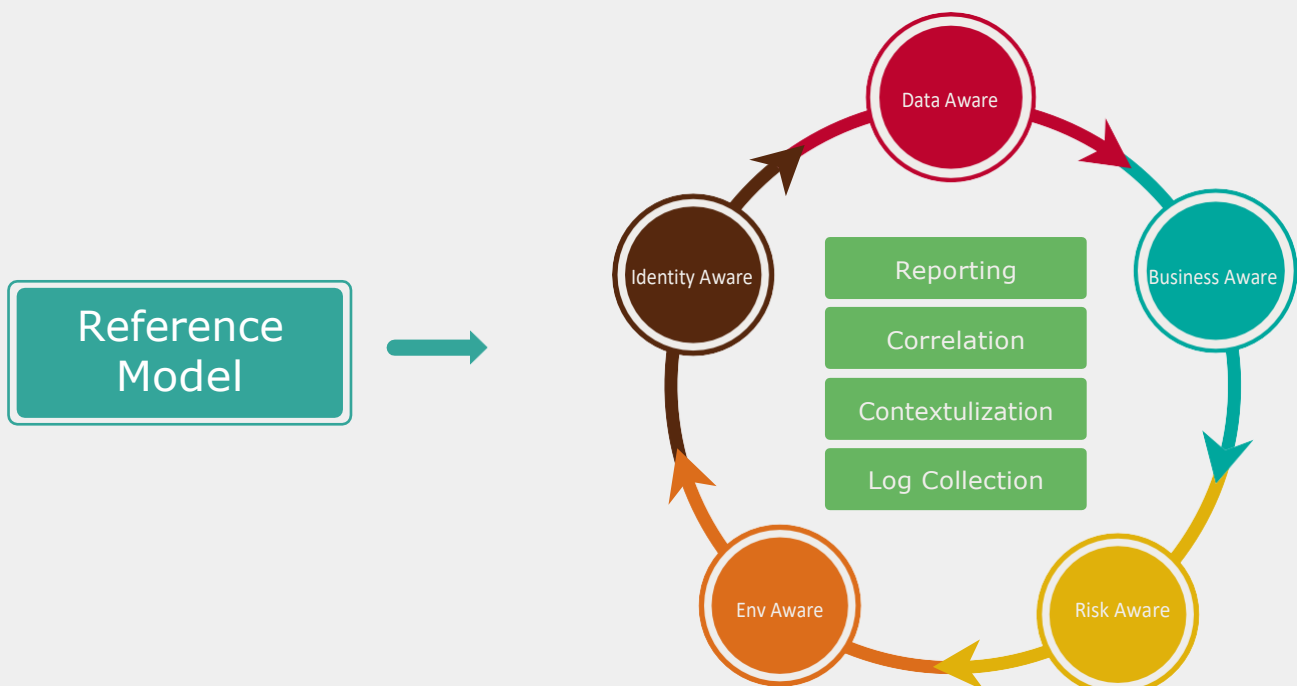 Reference
Model
Data Aware
Identity Aware
Business Aware
Reporting
Correlation
Contextulization
Log Collection
Env Aware
Risk Aware